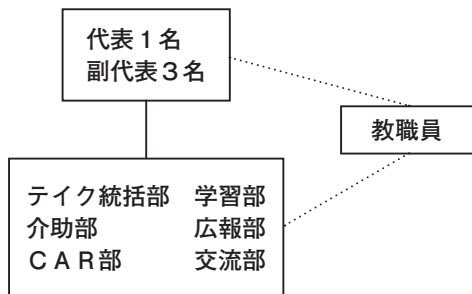 代表１名
副代表３名
教職員
テイク統括部　学習部
介助部　広報部
ＣＡＲ部　交流部